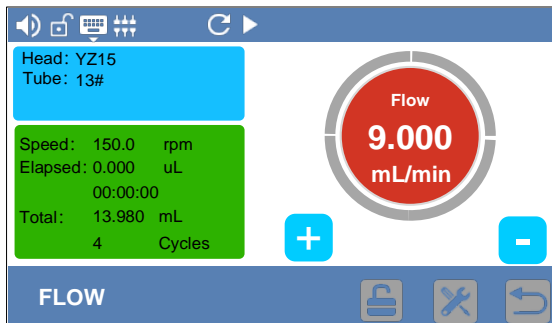 Head: YZ15
Tube: 13#
Speed: 150.0 rpm
Elapsed: 0.000 uL
00:00:00
Total: 13.980 mL
4 Cycles
Flow
9.000
mL/min
+
-
FLOW